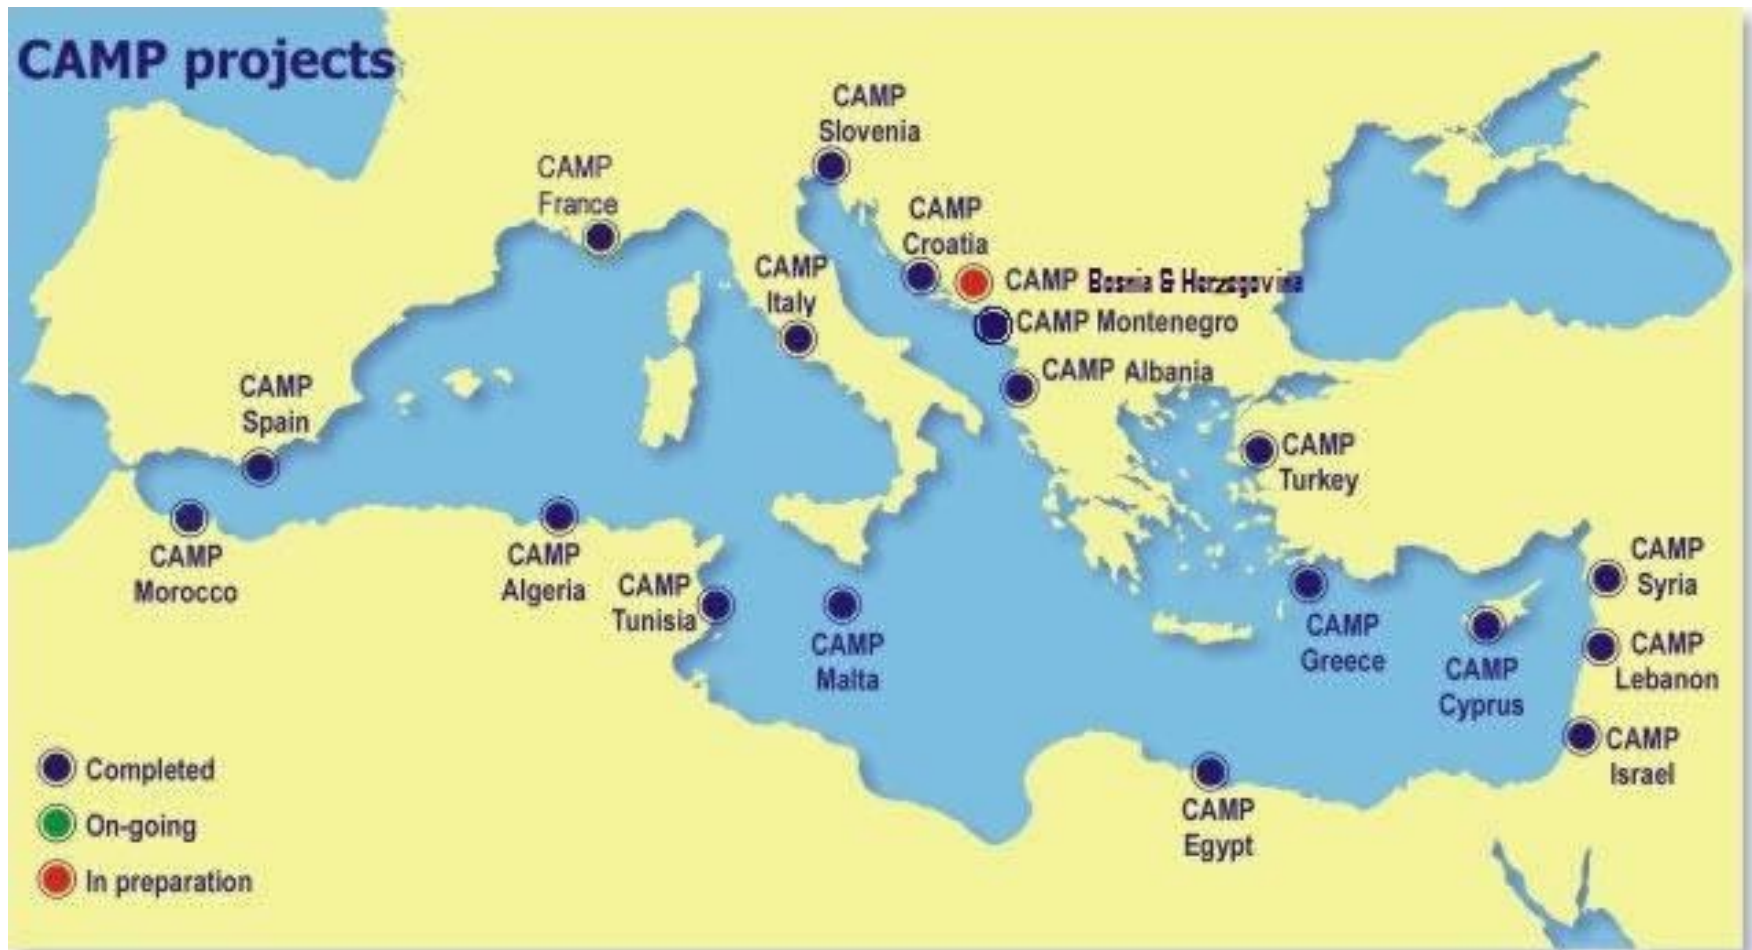 CAMP projects
CAMP
Slovenia
CAMP
France
CAMP
Croatia
CAMP
Italy
CAMP Bosnia & Herzegovina
CAMP Montenegro
CAMP Albania
CAMP
Spain
CAMP
Turkey
CAMP
Morocco
CAMP
Algeria
CAMP
Tunisia
CAMP
Malta
CAMP
Greece
CAMP
Cyprus
CAMP
Syria
CAMP
Lebanon
CAMP
Israel
CAMP
Egypt
Completed
On-going
In preparation